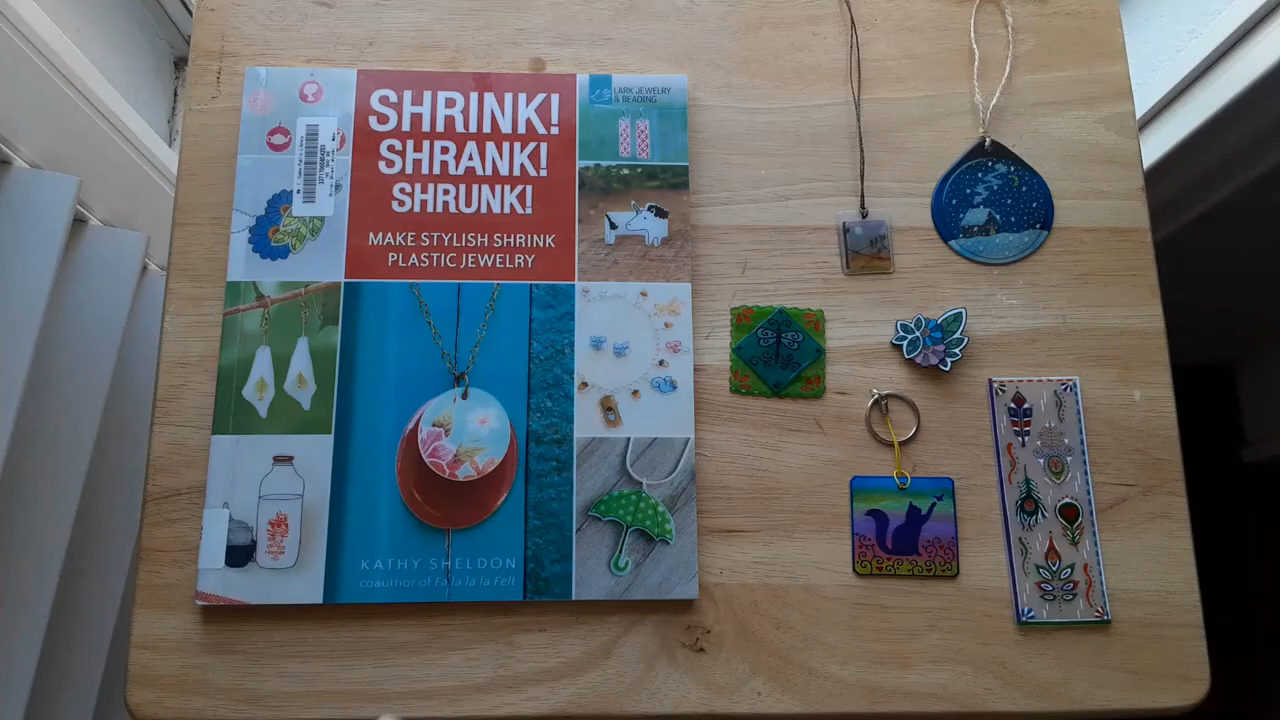 SHRINK!
SHRANK!
SHRUNK!
MAKE STYLISH SHRINK
PLASTIC JEWELRY
LARK JEWELRY
& BEADING
KATHY SHELDON
coauthor of Fa la la la Felt